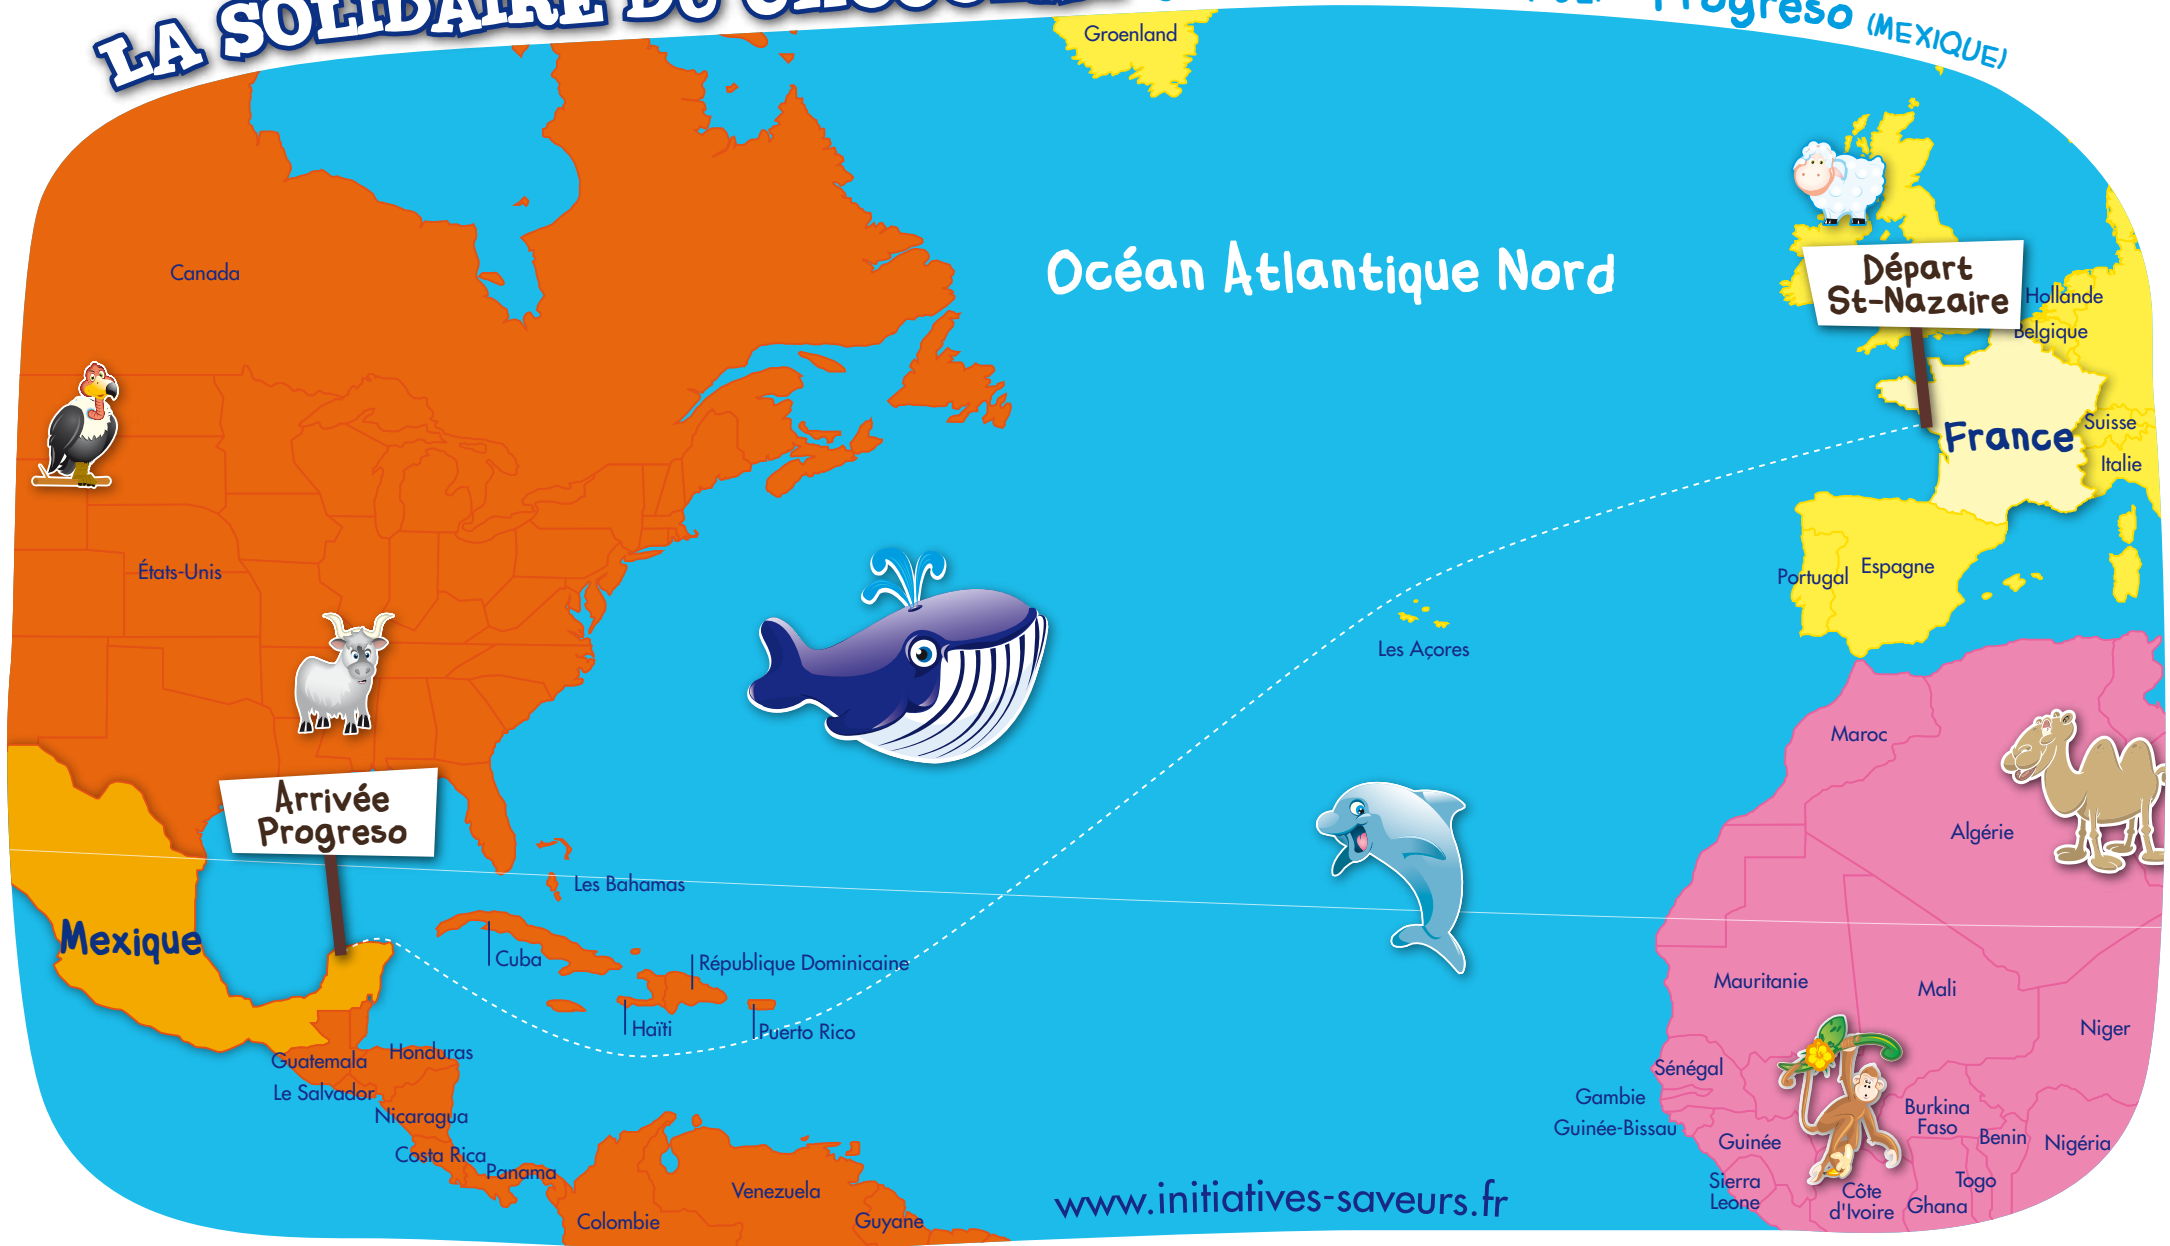 LA SOLIDAIRE DU
Progreso (MEXIQUE)
Groenland
Océan Atlantique Nord
Canada
Départ
St-Nazaire
Hollande
Belgique
France
Suisse
Italie
États-Unis
Portugal
Espagne
Les Açores
Maroc
Arrivée
Progreso
Algérie
Les Bahamas
Mexique
Cuba
République Dominicaine
Haïti
Puerto Rico
Mauritanie
Mali
Niger
Guatemala
Honduras
Le Salvador
Nicaragua
Costa Rica
Panama
Sénégal
Gambie
Guinée-Bissau
Guinée
Burkina
Faso
Benin
Nigéria
Sierra
Leone
Côte
d'Ivoire
Ghana
Togo
Venezuela
Colombie
Guyane
www.initiatives-saveurs.fr